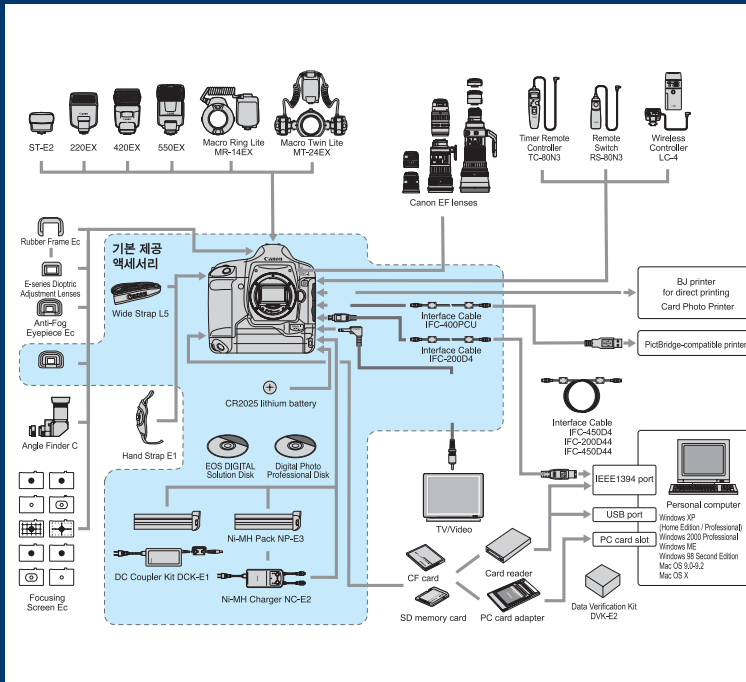 ST-E2
220EX
420EX
550EX
Macro Ring Lite
MR-14EX
Macro Twin Lite
MT-24EX
Canon EF lenses
Timer Remote
Controller
TC-80N3
Remote
Switch
RS-80N3
Wireless
Controller
LC-4
Rubber Frame Ec
E-series Dioptric
Adjustment Lenses
Anti-Fog
Eyepiece Ec
Angle Finder C
Focusing
Screen Ec
기본 제공
액세서리
Canon
Wide Strap L5
Hand Strap E1
CR2025 lithium battery
EOS DIGITAL
Solution Disk
Digital Photo
Professional Disk
Ni-MH Pack NP-E3
DC Coupler Kit DCK-E1
Ni-MH Charger NC-E2
Interface Cable
IFC-400PCU
Interface Cable
IFC-200D4
BJ printer
for direct printing
Card Photo Printer
PictBridge-compatible printer
Interface Cable
IFC-450D4
IFC-200D44
IFC-450D44
TV/Video
CF card
SD memory card
Card reader
PC card adapter
IEEE1394 port
USB port
PC card slot
Personal computer
Windows XP
(Home Edition / Professional)
Windows 2000 Professional
Windows ME
Windows 98 Second Edition
Mac OS 9.0-9.2
Mac OS X
Data Verification Kit
DVK-E2